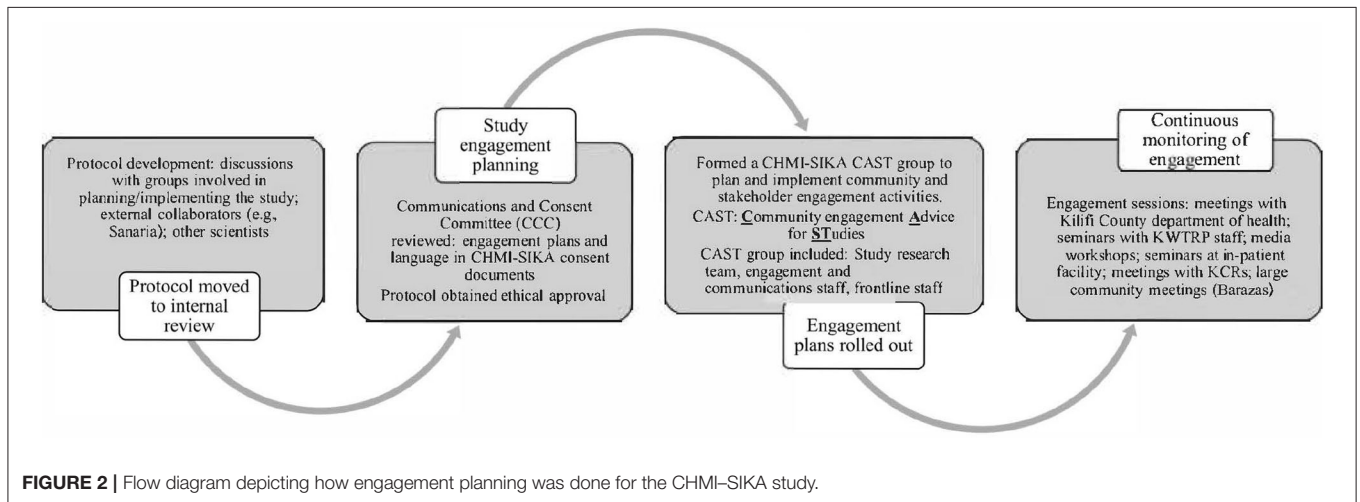 Protocol development: discussions
with groups involved in
planning/implementing the study;
external collaborators (e.g.,
Sanaria); other scientists
Protocol moved
to internal
review
Study
engagement
planning
Communications and Consent
Committee (CCC)
reviewed: engagement plans and
language in CHMI-SIKA consent
documents
Protocol obtained ethical approval
Formed a CHMI-SIKA CAST group to
plan and implement community and
stakeholder engagement activities.
CAST: Community engagement Advice
for STudies
CAST group included: Study research
team, engagement and
communications staff, frontline staff
Engagement
plans rolled out
Continuous
monitoring of
engagement
Engagement sessions: meetings with
Kilifi County department of health;
seminars with KWTRP staff; media
workshops; seminars at in-patient
facility; meetings with KCRs; large
community meetings (Barazas)
FIGURE 2 | Flow diagram depicting how engagement planning was done for the CHMI–SIKA study.